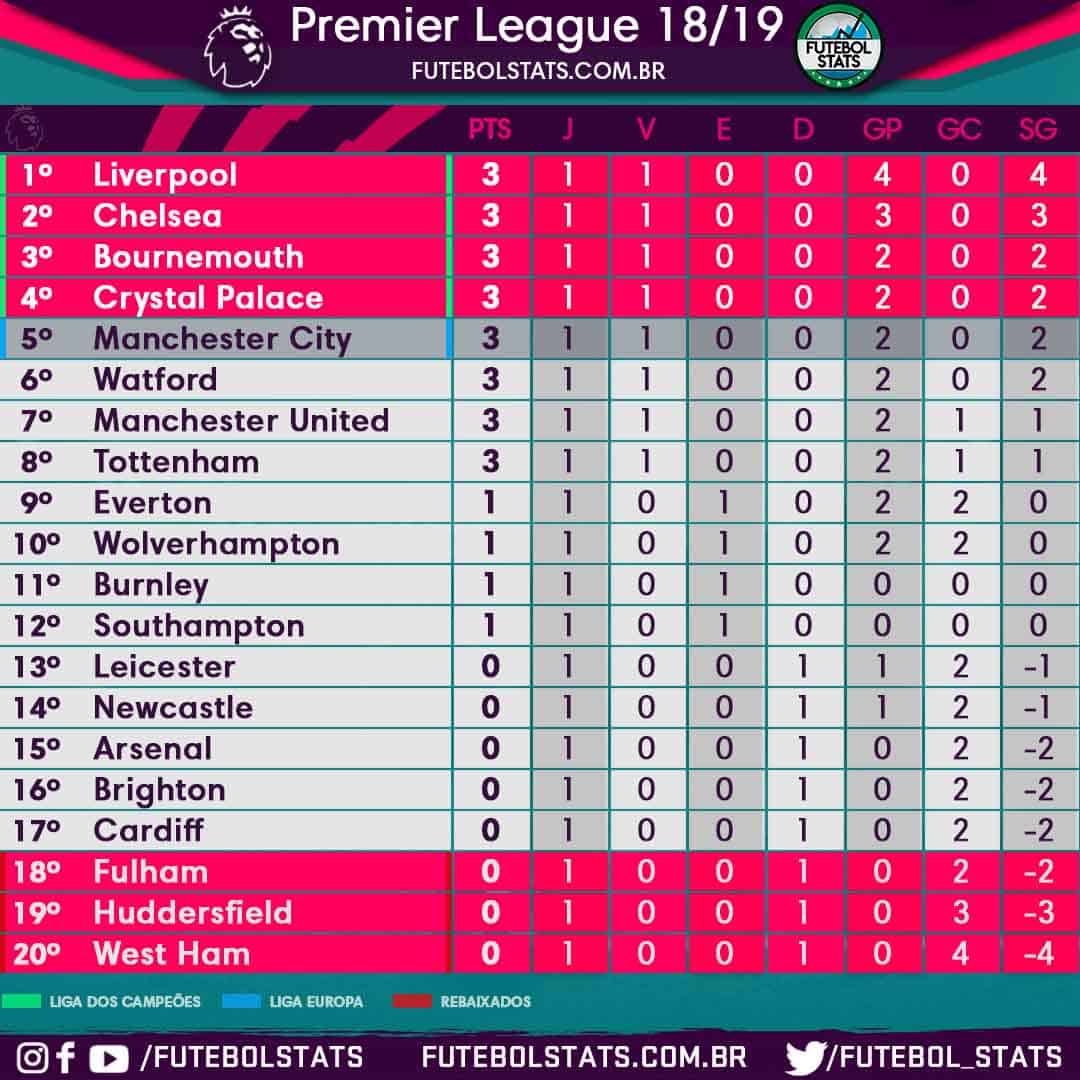 Premier League 18/19
FUTEBOL STATS
FUTEBOLSTATS.COM.BR
PTS J V E D GP GC SG
1º Liverpool 3 1 1 0 0 4 0 4
2º Chelsea 3 1 1 0 0 3 0 3
3º Bournemouth 3 1 1 0 0 2 0 2
4º Crystal Palace 3 1 1 0 0 2 0 2
5º Manchester City 3 1 1 0 0 2 0 2
6º Watford 3 1 1 0 0 2 0 2
7º Manchester United 3 1 1 0 0 2 1 1
8º Tottenham 3 1 1 0 0 2 1 1
9º Everton 1 1 0 1 0 2 2 0
10º Wolverhampton 1 1 0 1 0 2 2 0
11º Burnley 1 1 0 1 0 0 0 0
12º Southampton 1 1 0 1 0 0 0 0
13º Leicester 0 1 0 0 1 1 2 -1
14º Newcastle 0 1 0 0 1 1 2 -1
15º Arsenal 0 1 0 0 1 0 2 -2
16º Brighton 0 1 0 0 1 0 2 -2
17º Cardiff 0 1 0 0 1 0 2 -2
18º Fulham 0 1 0 0 1 0 2 -2
19º Huddersfield 0 1 0 0 1 0 3 -3
20º West Ham 0 1 0 0 1 0 4 -4
LIGA DOS CAMPEÕES LIGA EUROPA REBAIXADOS
/FUTEBOLSTATS FUTEBOLSTATS.COM.BR /FUTEBOL_STATS